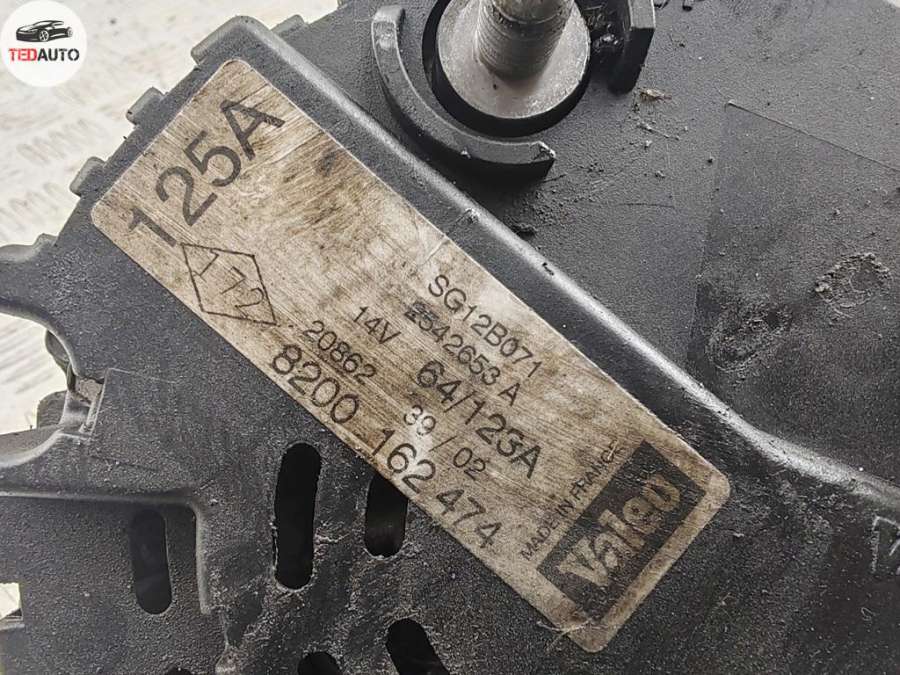 TEDAUTO
125A
172
SG12B071
2542653 A
14V 64/123A
20862 39/02
8200 162 474
MADE IN FRANCE
Valeo